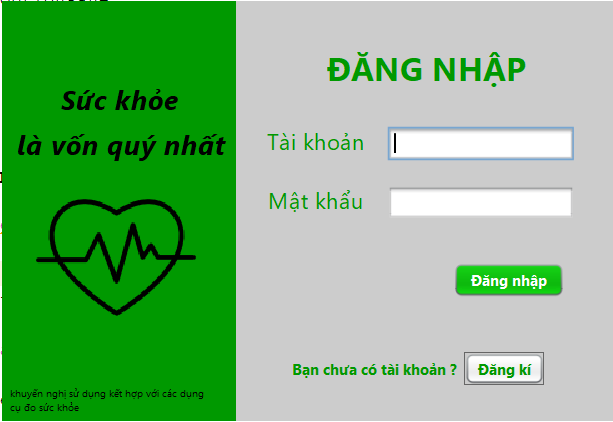 Sức khỏe
là vốn quý nhất
khuyến nghị sử dụng kết hợp với các dụng
cụ đo sức khỏe
ĐĂNG NHẬP
Tài khoản
Mật khẩu
Đăng nhập
Bạn chưa có tài khoản ? Đăng kí